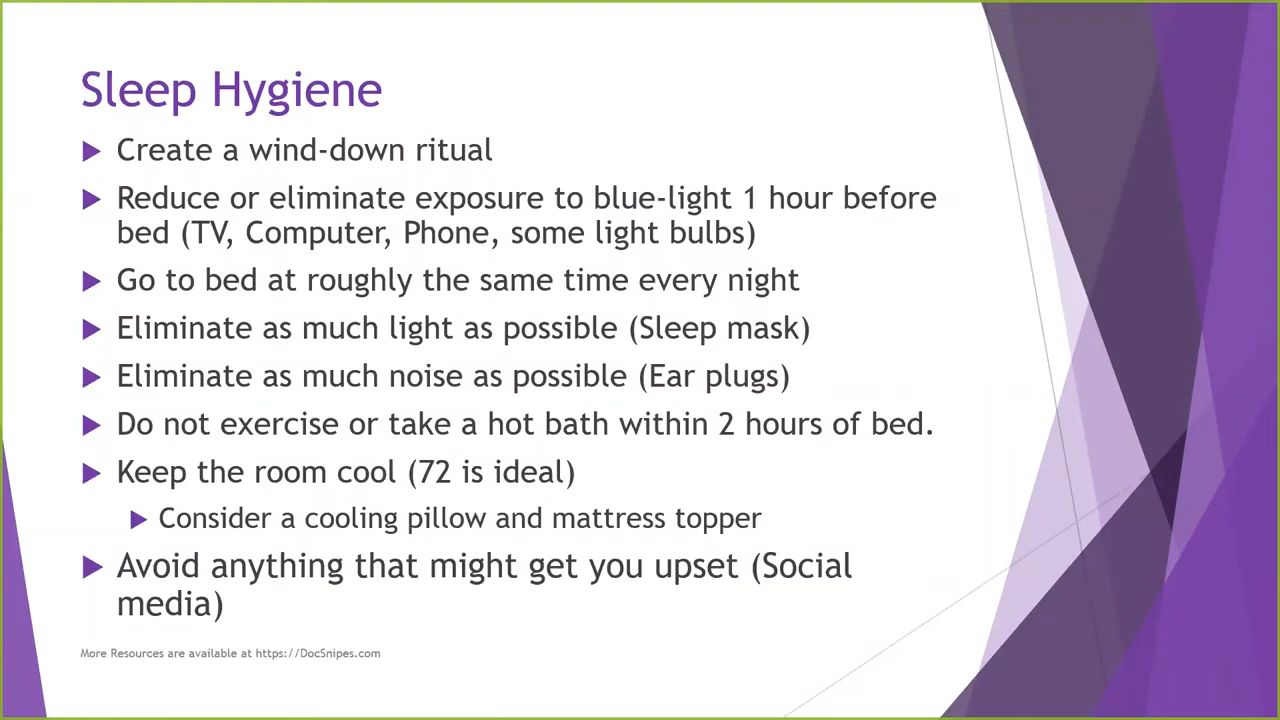 Sleep Hygiene
Create a wind-down ritual
Reduce or eliminate exposure to blue-light 1 hour before
bed (TV, Computer, Phone, some light bulbs)
Go to bed at roughly the same time every night
Eliminate as much light as possible (Sleep mask)
Eliminate as much noise as possible (Ear plugs)
Do not exercise or take a hot bath within 2 hours of bed.
Keep the room cool (72 is ideal)
Consider a cooling pillow and mattress topper
Avoid anything that might get you upset (Social
media)
More Resources are available at https://DocSnipes.com